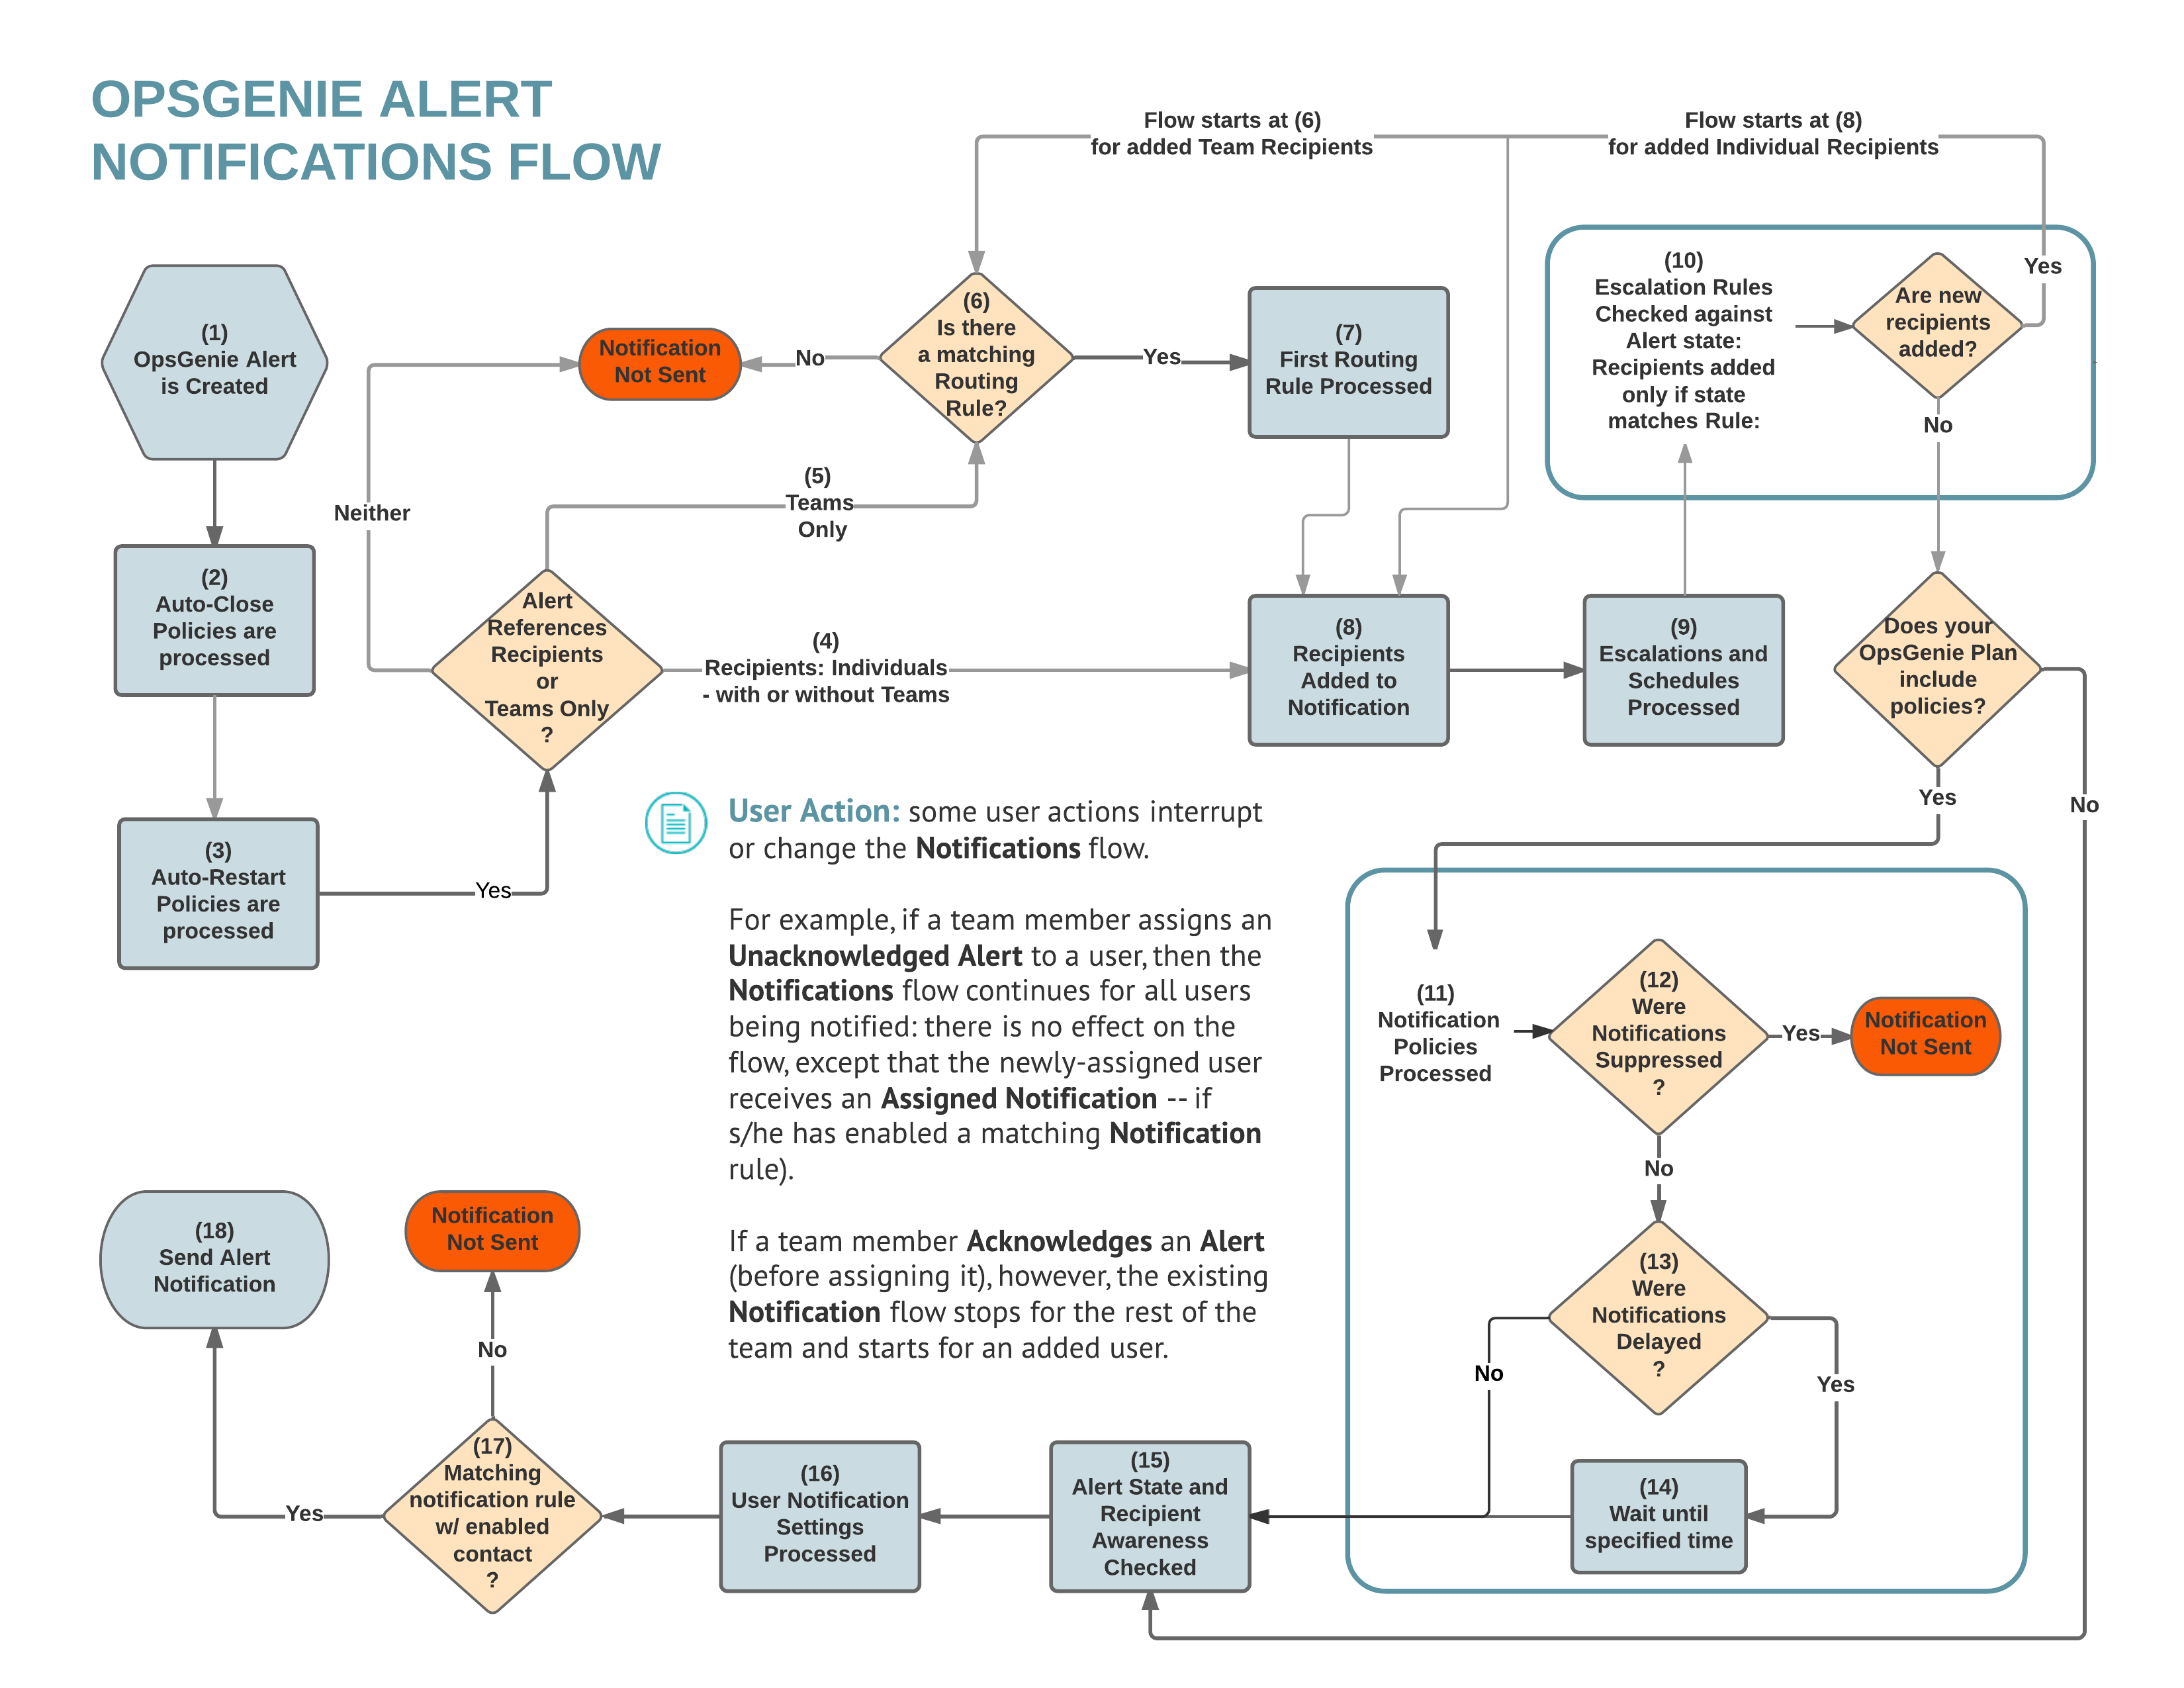 OPSGENIE ALERT
NOTIFICATIONS FLOW
Flow starts at (6)
for added Team Recipients
Flow starts at (8)
for added Individual Recipients
(1)
OpsGenie Alert
is Created
(2)
Auto-Close
Policies are
processed
(3)
Auto-Restart
Policies are
processed
Yes
Neither
Alert
References
Recipients
or
Teams Only
?
(4)
Recipients: Individuals
- with or without Teams
(5)
Teams
Only
Notification
Not Sent
No
(6)
Is there
a matching
Routing
Rule?
Yes
(7)
First Routing
Rule Processed
(8)
Recipients
Added to
Notification
(9)
Escalations and
Schedules
Processed
(10)
Escalation Rules
Checked against
Alert state:
Recipients added
only if state
matches Rule:
Are new
recipients
added?
Yes
No
Does your
OpsGenie Plan
include
policies?
Yes
No
User Action: some user actions interrupt
or change the Notifications flow.
For example, if a team member assigns an
Unacknowledged Alert to a user, then the
Notifications flow continues for all users
being notified: there is no effect on the
flow, except that the newly-assigned user
receives an Assigned Notification -- if
s/he has enabled a matching Notification
rule).
If a team member Acknowledges an Alert
(before assigning it), however, the existing
Notification flow stops for the rest of the
team and starts for an added user.
(11)
Notification
Policies
Processed
(12)
Were
Notifications
Suppressed
?
Yes
Notification
Not Sent
No
(13)
Were
Notifications
Delayed
?
No
Yes
(14)
Wait until
specified time
(15)
Alert State and
Recipient
Awareness
Checked
(16)
User Notification
Settings
Processed
(17)
Matching
notification rule
w/ enabled
contact
?
No
Notification
Not Sent
Yes
(18)
Send Alert
Notification